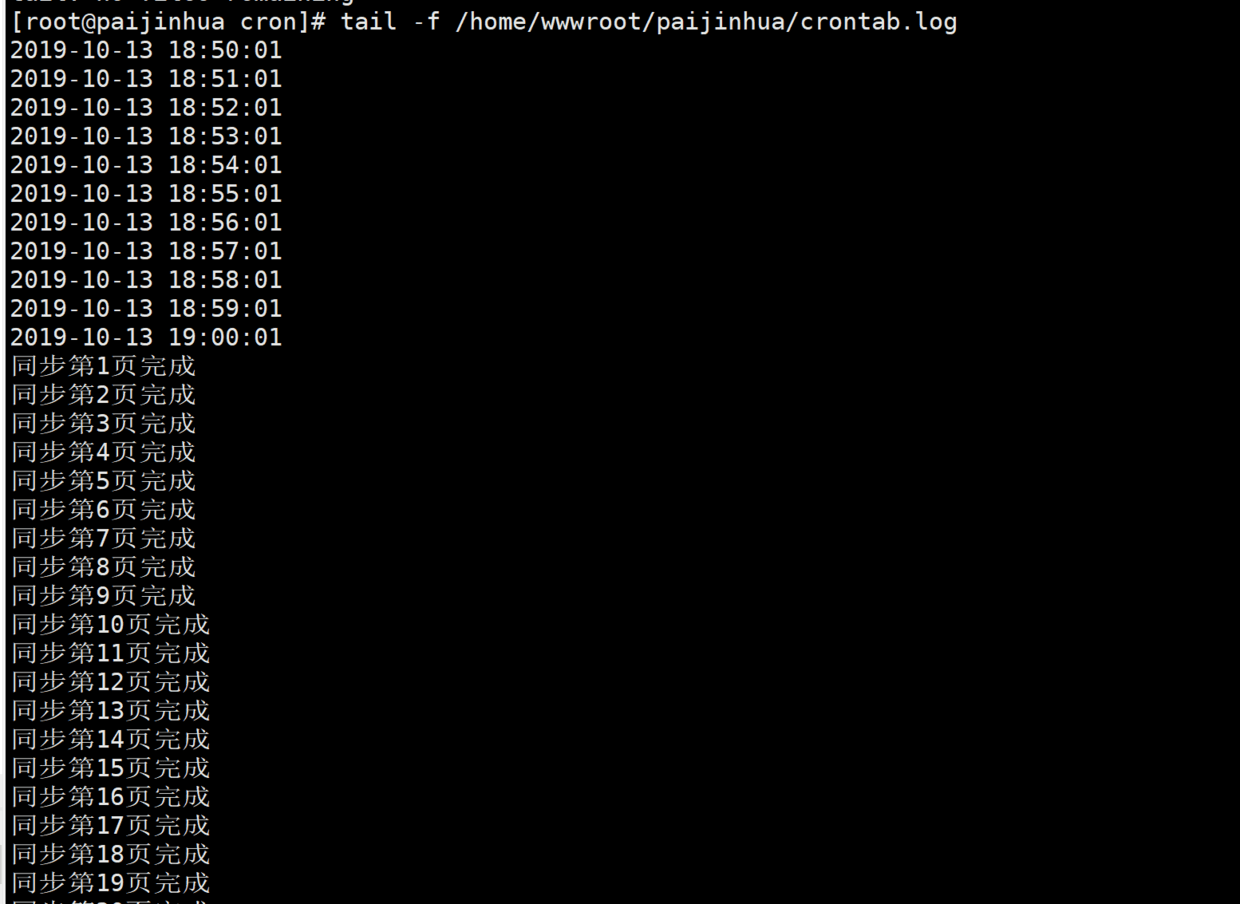 [root@paijinhua cron]# tail -f /home/wwwroot/paijinhua/crontab.log
2019-10-13 18:50:01
2019-10-13 18:51:01
2019-10-13 18:52:01
2019-10-13 18:53:01
2019-10-13 18:54:01
2019-10-13 18:55:01
2019-10-13 18:56:01
2019-10-13 18:57:01
2019-10-13 18:58:01
2019-10-13 18:59:01
2019-10-13 19:00:01
同步第1页完成
同步第2页完成
同步第3页完成
同步第4页完成
同步第5页完成
同步第6页完成
同步第7页完成
同步第8页完成
同步第9页完成
同步第10页完成
同步第11页完成
同步第12页完成
同步第13页完成
同步第14页完成
同步第15页完成
同步第16页完成
同步第17页完成
同步第18页完成
同步第19页完成